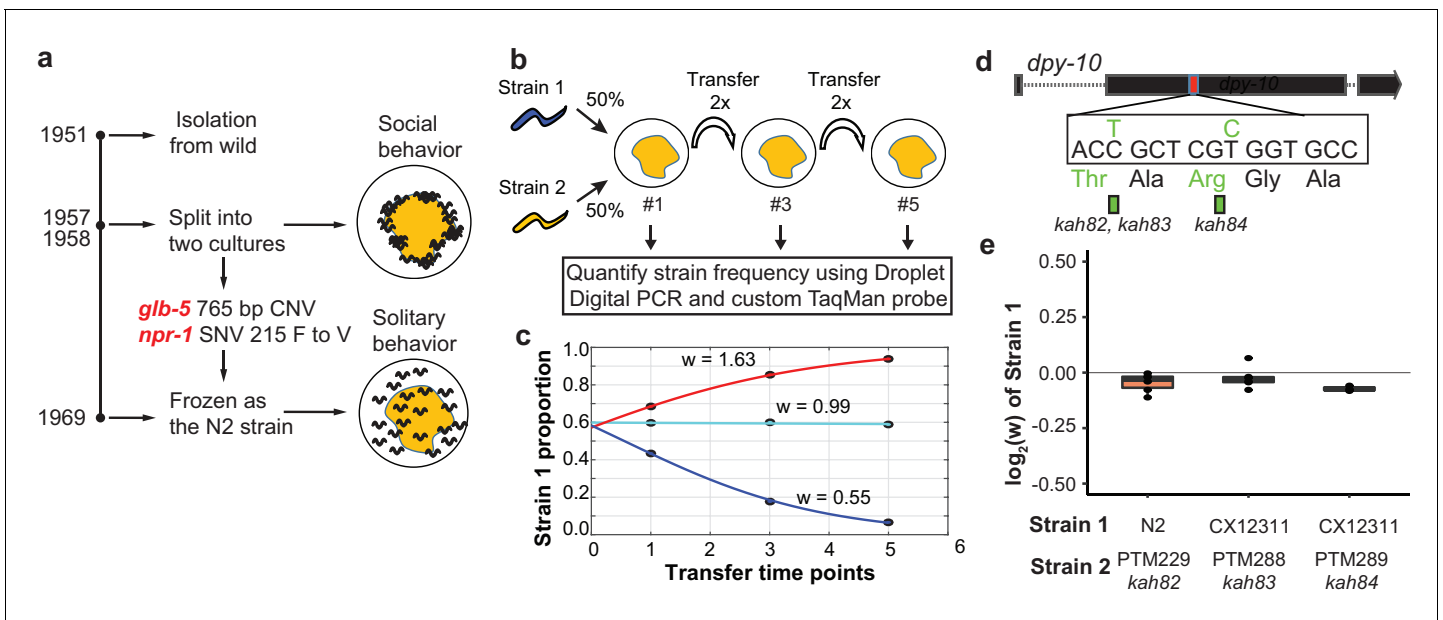 a
1951
Isolation
from wild
Social
behavior
1957
1958
Split into
two cultures
glb-5 765 bp CNV
npr-1 SNV 215 F to V
Solitary
behavior
1969
Frozen as
the N2 strain
b
Strain 1
50%
Transfer
2x
Transfer
2x
Strain 2
50%
#1
#3
#5
Quantify strain frequency using Droplet
Digital PCR and custom TaqMan probe
c
Strain 1 proportion
1.0
0.8
0.6
0.4
0.2
0.0
w = 1.63
w = 0.99
w = 0.55
0
1
2
3
4
5
6
Transfer time points
d
dpy-10
dpy-10
T C
ACC GCT CGT GGT GCC
Thr Ala Arg Gly Ala
kah82, kah83 kah84
e
log2(w) of Strain 1
0.50
0.25
0.00
-0.25
-0.50
Strain 1 N2 CX12311 CX12311
Strain 2 PTM229 PTM288 PTM289
kah82 kah83 kah84